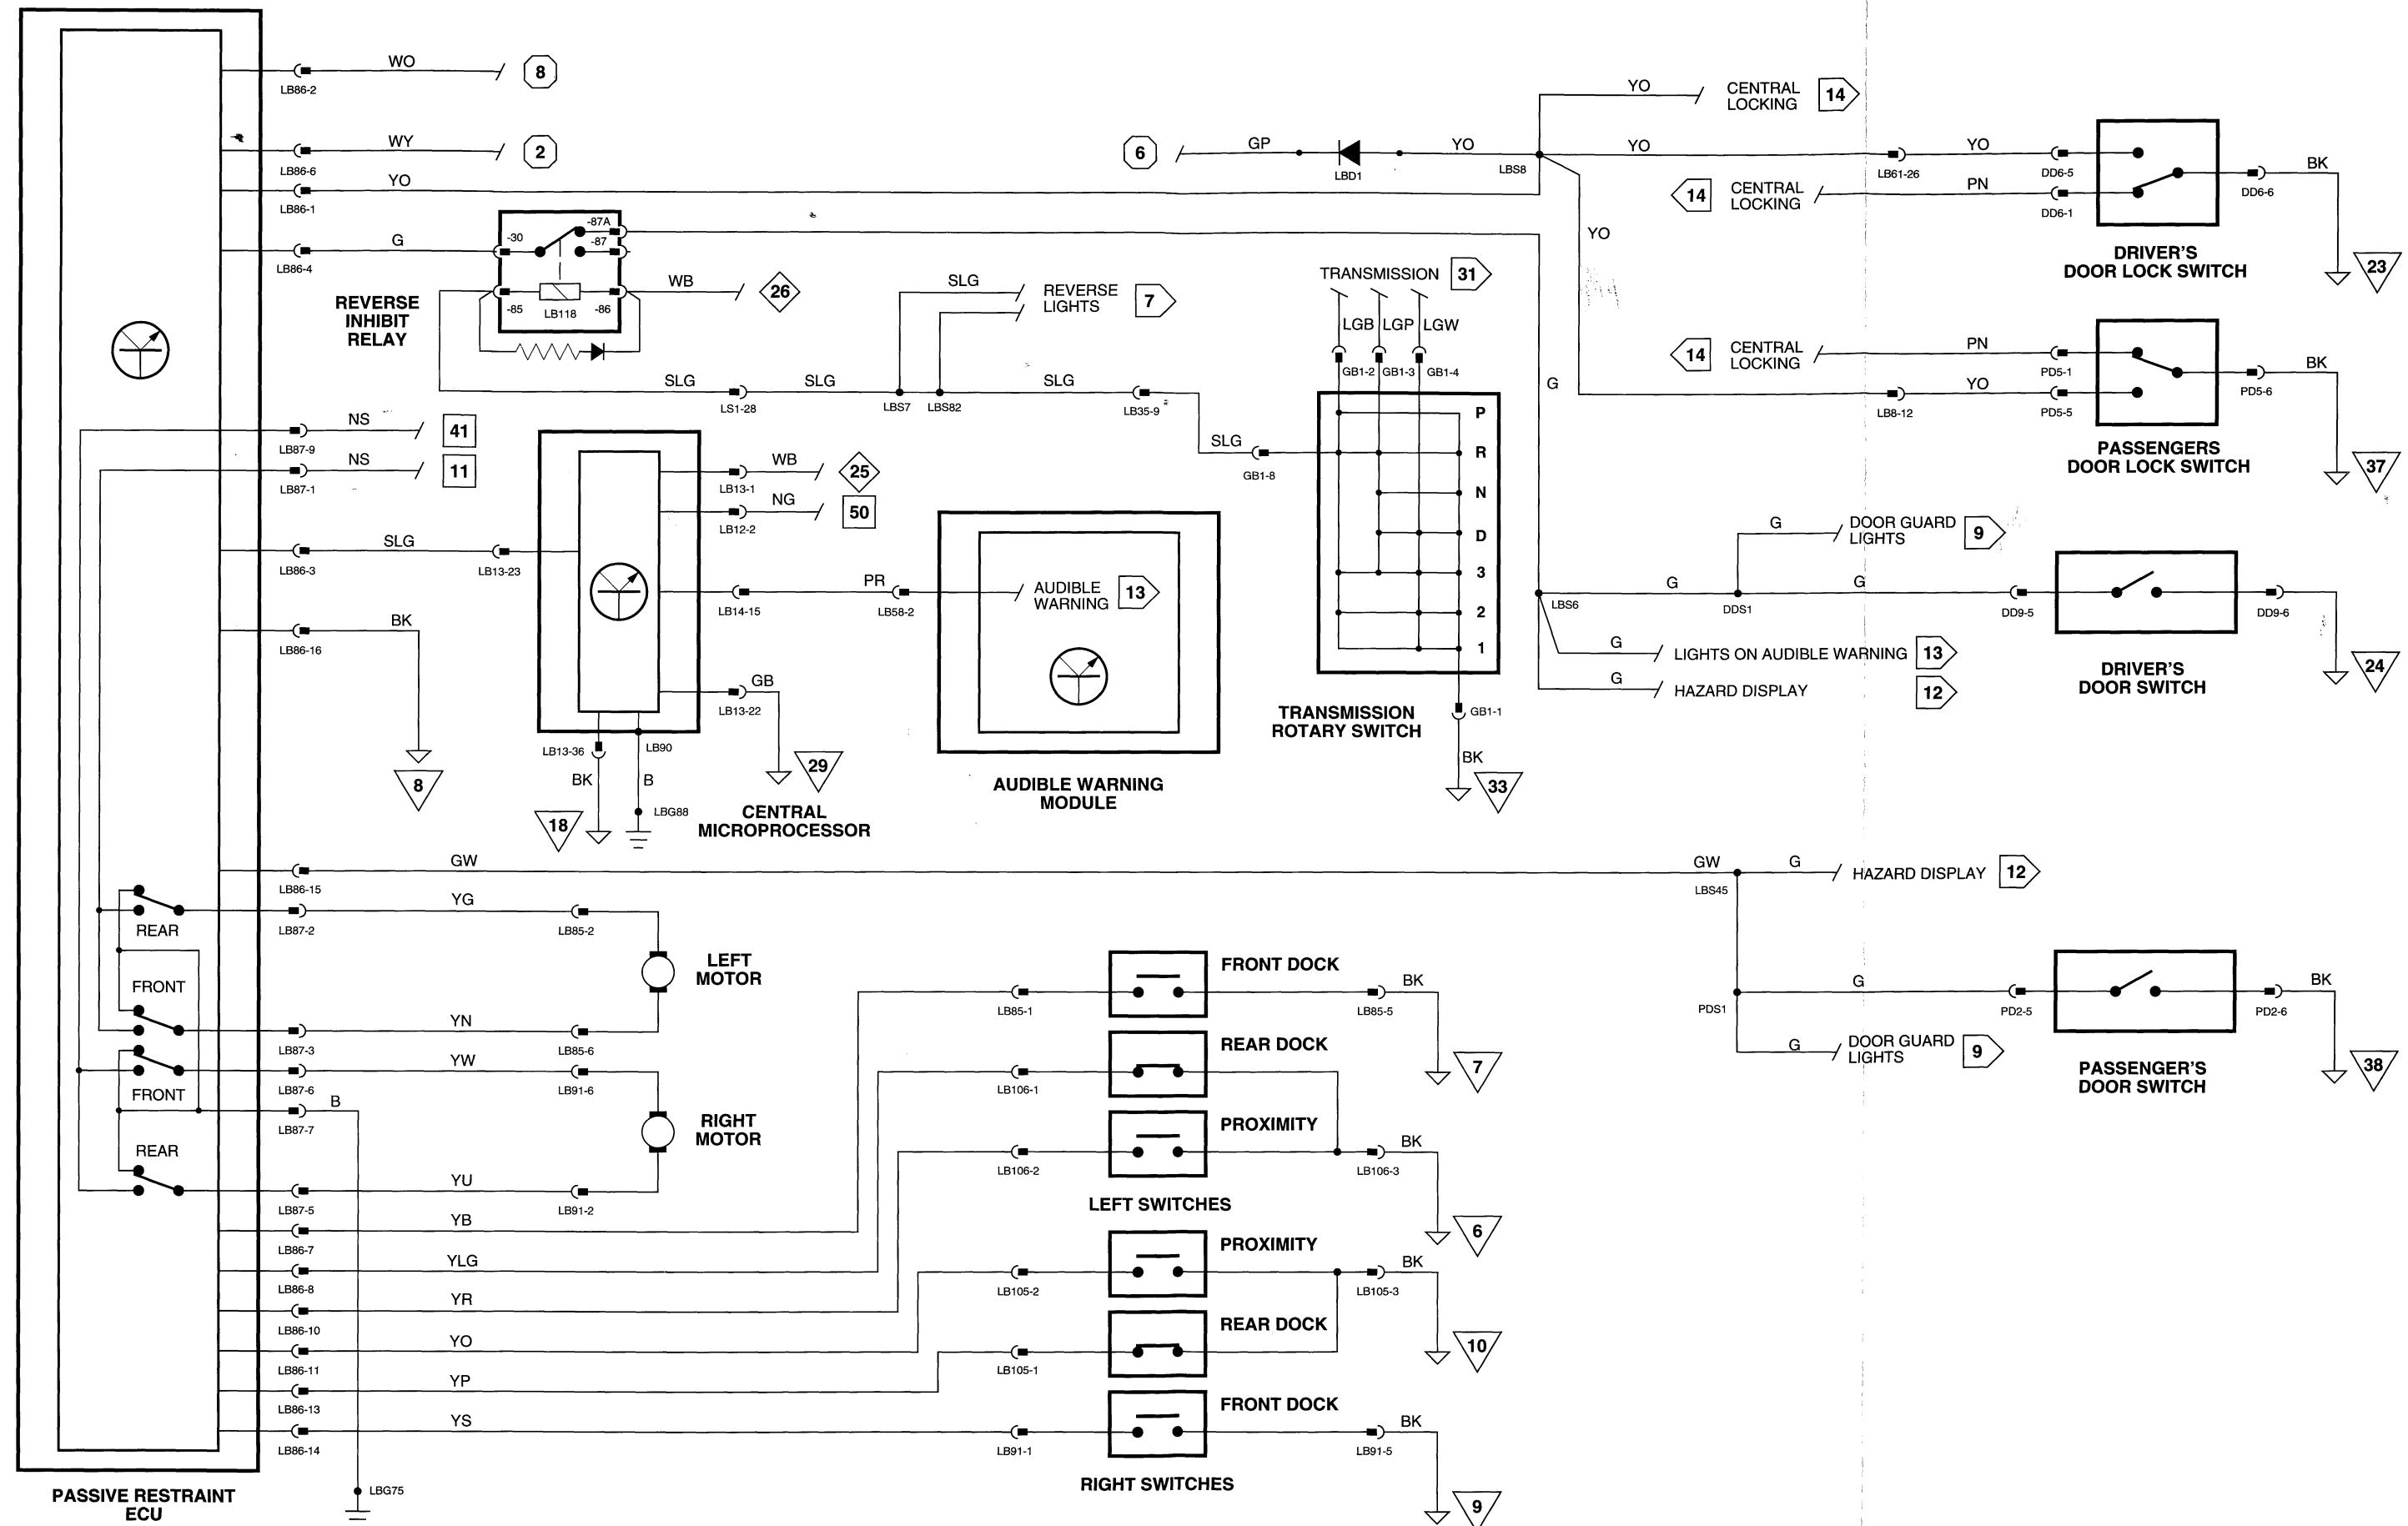 WO
LB86-2
8
WY
LB86-6
2
YO
LB86-1
G
LB86-4
-30
-87A
-87
-85
LB118
-86
REVERSE
INHIBIT
RELAY
WB
26
SLG
LS1-28
SLG
LBS7
LBS82
SLG
LB35-9
SLG
REVERSE
LIGHTS
7
SLG
GB1-8
TRANSMISSION
31
LGB
LGP
LGW
GB1-2
GB1-3
GB1-4
P
R
N
D
3
2
1
GB1-1
BK
33
TRANSMISSION
ROTARY SWITCH
6
GP
LBD1
YO
LBS8
YO
CENTRAL
LOCKING
14
YO
LB61-26
YO
DD6-5
14
CENTRAL
LOCKING
PN
DD6-1
DD6-6
BK
23
DRIVER'S
DOOR LOCK SWITCH
YO
14
CENTRAL
LOCKING
PN
PD5-1
LB8-12
YO
PD5-5
PD5-6
BK
37
PASSENGERS
DOOR LOCK SWITCH
G
LBS6
G
DDS1
G
DOOR GUARD
LIGHTS
9
G
DD9-5
DD9-6
24
DRIVER'S
DOOR SWITCH
G
LIGHTS ON AUDIBLE WARNING
13
G
HAZARD DISPLAY
12
NS
LB87-9
41
NS
LB87-1
11
SLG
LB86-3
LB13-23
BK
LB86-16
8
LB13-1
WB
25
LB12-2
NG
50
LB14-15
PR
LB58-2
AUDIBLE
WARNING
13
AUDIBLE WARNING
MODULE
LB13-22
GB
29
LB13-36
BK
18
LB90
B
LBG88
CENTRAL
MICROPROCESSOR
LB86-15
GW
GW
LBS45
G
HAZARD DISPLAY
12
PDS1
G
PD2-5
PD2-6
BK
38
G
DOOR GUARD
LIGHTS
9
PASSENGER'S
DOOR SWITCH
REAR
LB87-2
YG
LB85-2
LEFT
MOTOR
FRONT
LB87-3
YN
LB85-6
FRONT
LB87-6
YW
LB91-6
RIGHT
MOTOR
LB87-7
B
REAR
LB87-5
YU
LB91-2
LB86-7
YB
LB86-8
YLG
LB86-10
YR
LB86-11
YO
LB86-13
YP
LB86-14
YS
LBG75
FRONT DOCK
LB85-1
LB85-5
BK
7
REAR DOCK
LB106-1
PROXIMITY
LB106-2
LB106-3
BK
6
LEFT SWITCHES
PROXIMITY
LB105-2
LB105-3
BK
10
REAR DOCK
LB105-1
FRONT DOCK
LB91-1
LB91-5
BK
9
RIGHT SWITCHES
PASSIVE RESTRAINT
ECU